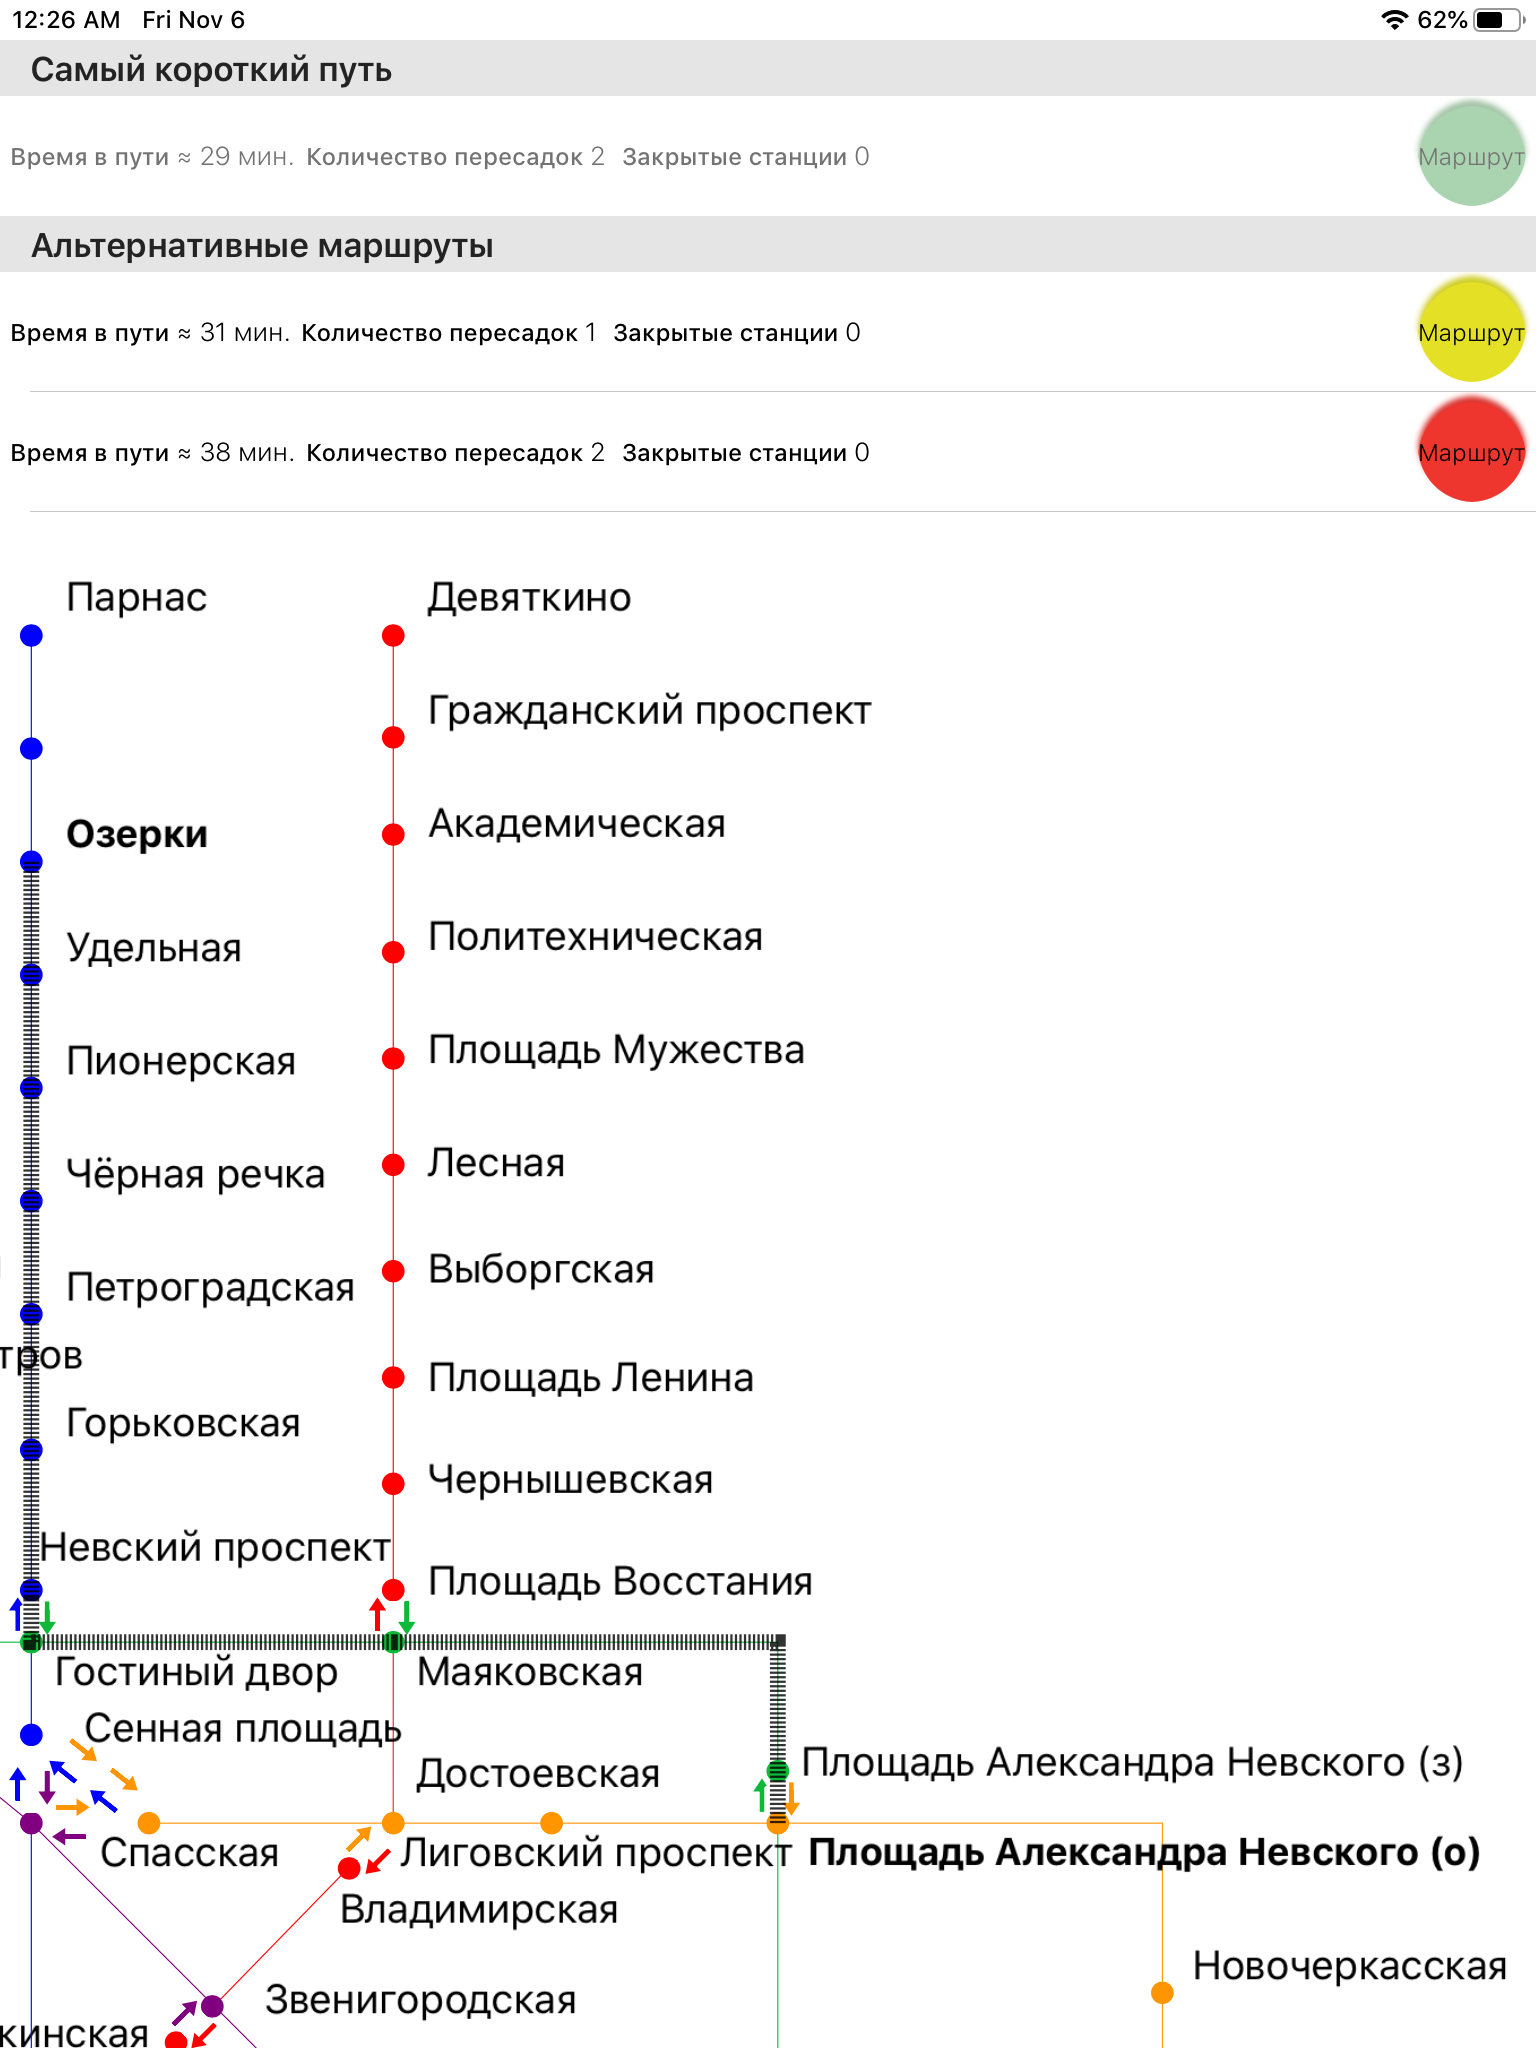 12:26 AM Fri Nov 6 62%
Самый короткий путь
Время в пути ≈ 29 мин. Количество пересадок 2 Закрытые станции 0 Маршрут
Альтернативные маршруты
Время в пути ≈ 31 мин. Количество пересадок 1 Закрытые станции 0 Маршрут
Время в пути ≈ 38 мин. Количество пересадок 2 Закрытые станции 0 Маршрут
Парнас
Девяткино
Гражданский проспект
Академическая
Озерки
Политехническая
Удельная
Площадь Мужества
Пионерская
Лесная
Чёрная речка
Выборгская
Петроградская
тров
Площадь Ленина
Горьковская
Чернышевская
Невский проспект
Площадь Восстания
Гостиный двор
Маяковская
Сенная площадь
Площадь Александра Невского (з)
Достоевская
Спасская
Лиговский проспект
Площадь Александра Невского (о)
Владимирская
Новочеркасская
Звенигородская
кинская